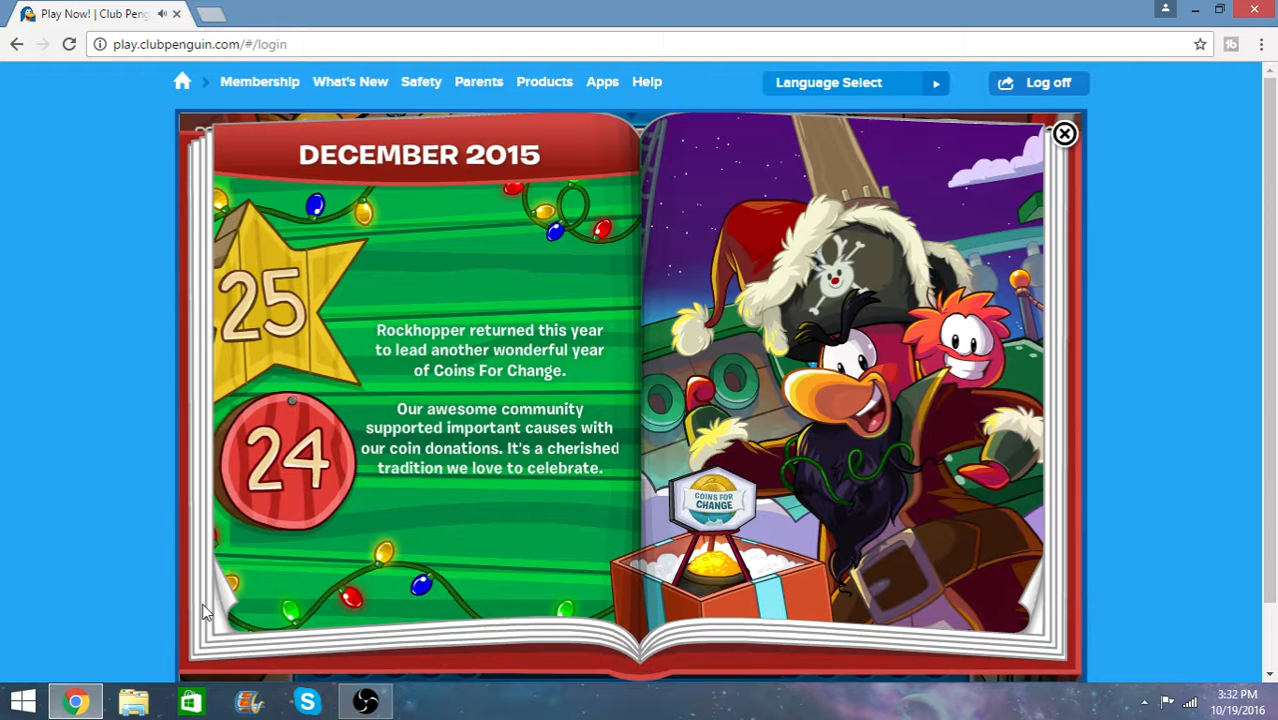 Play Now! | Club Peng
play.clubpenguin.com/#/login
Membership What's New Safety Parents Products Apps Help
Language Select
Log off
DECEMBER 2015
25
Rockhopper returned this year
to lead another wonderful year
of Coins For Change.
24
Our awesome community
supported important causes with
our coin donations. It's a cherished
tradition we love to celebrate.
COINS FOR
CHANGE
3:32 PM
10/19/2016